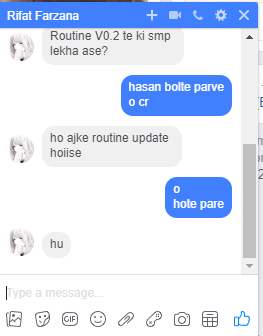 Rifat Farzana
Routine V0.2 te ki smp
lekha ase?
hasan bolte parve
o cr
ho ajke routine update
hoiise
o
hote pare
hu
Type a message...
GIF